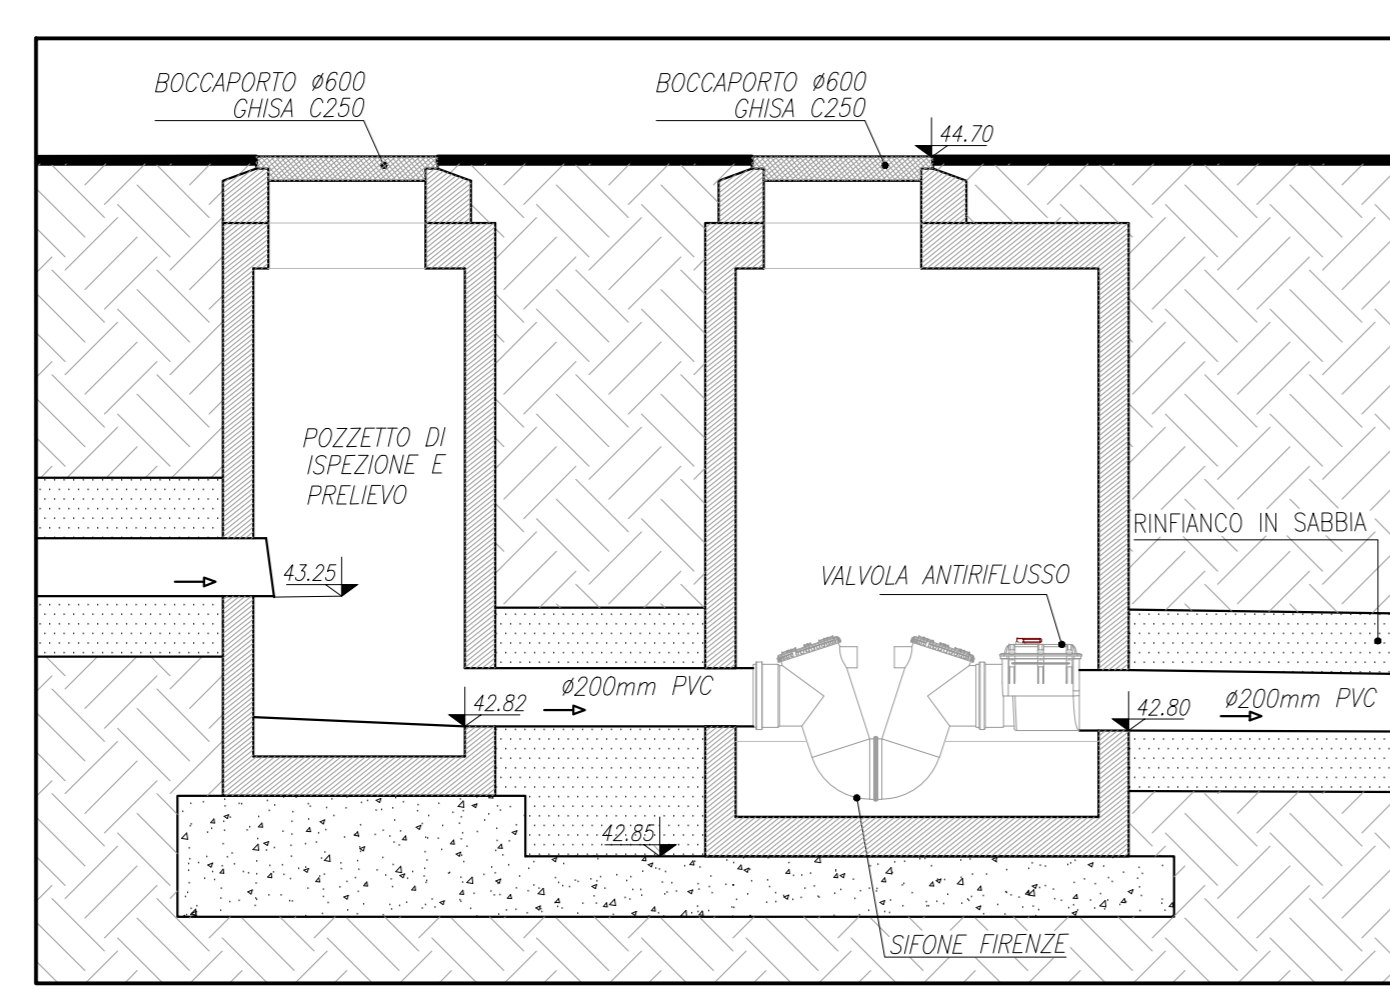 BOCCAPORTO ø600
GHISA C250
BOCCAPORTO ø600
GHISA C250
44.70
POZZETTO DI
ISPEZIONE E
PRELIEVO
RINFIANCO IN SABBIA
43.25
VALVOLA ANTIRIFLUSSO
ø200mm PVC
42.82
42.80
ø200mm PVC
42.85
SIFONE FIRENZE